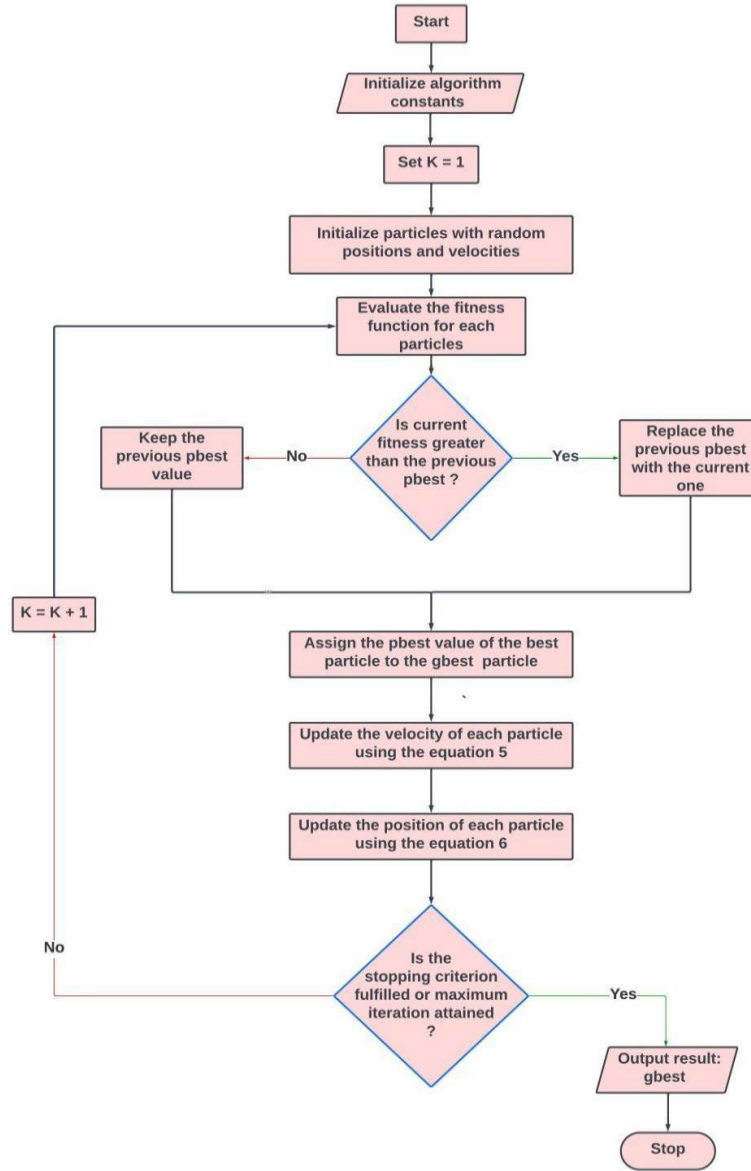 Start
Initialize algorithm
constants
Set K = 1
Initialize particles with random
positions and velocities
Evaluate the fitness
function for each
particles
Is current
fitness greater
than the previous
pbest ?
No
Yes
Keep the
previous pbest
value
Replace the
previous pbest
with the current
one
K = K + 1
Assign the pbest value of the best
particle to the gbest particle
Update the velocity of each particle
using the equation 5
Update the position of each particle
using the equation 6
Is the
stopping criterion
fulfilled or maximum
iteration attained
?
No
Yes
Output result:
gbest
Stop